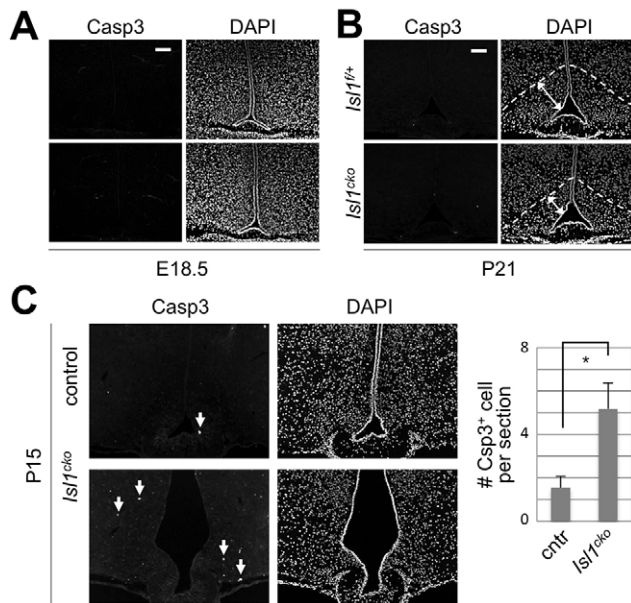 A
Casp3 DAPI
E18.5
B
Casp3 DAPI
Isl1f/+
Isl1cko
P21
C
Casp3 DAPI
P15
control
Isl1cko
8
4
0
*
# Csp3+ cell
per section
cntr
Isl1cko